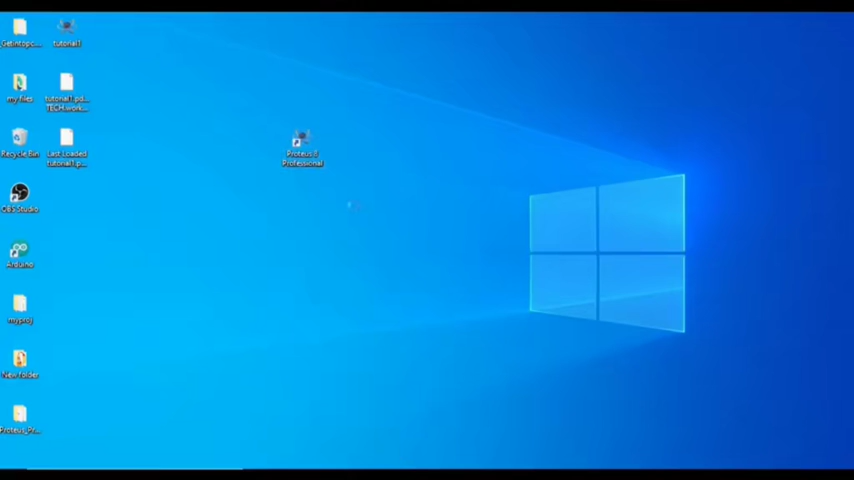 Getintopc....
tutorial1
my files
tutorial1.pd...
TECH.work...
Recycle Bin
Last Loaded
tutorial1.p...
Proteus 8
Professional
OBS Studio
Arduino
myproj
New folder
Proteus_Pr...